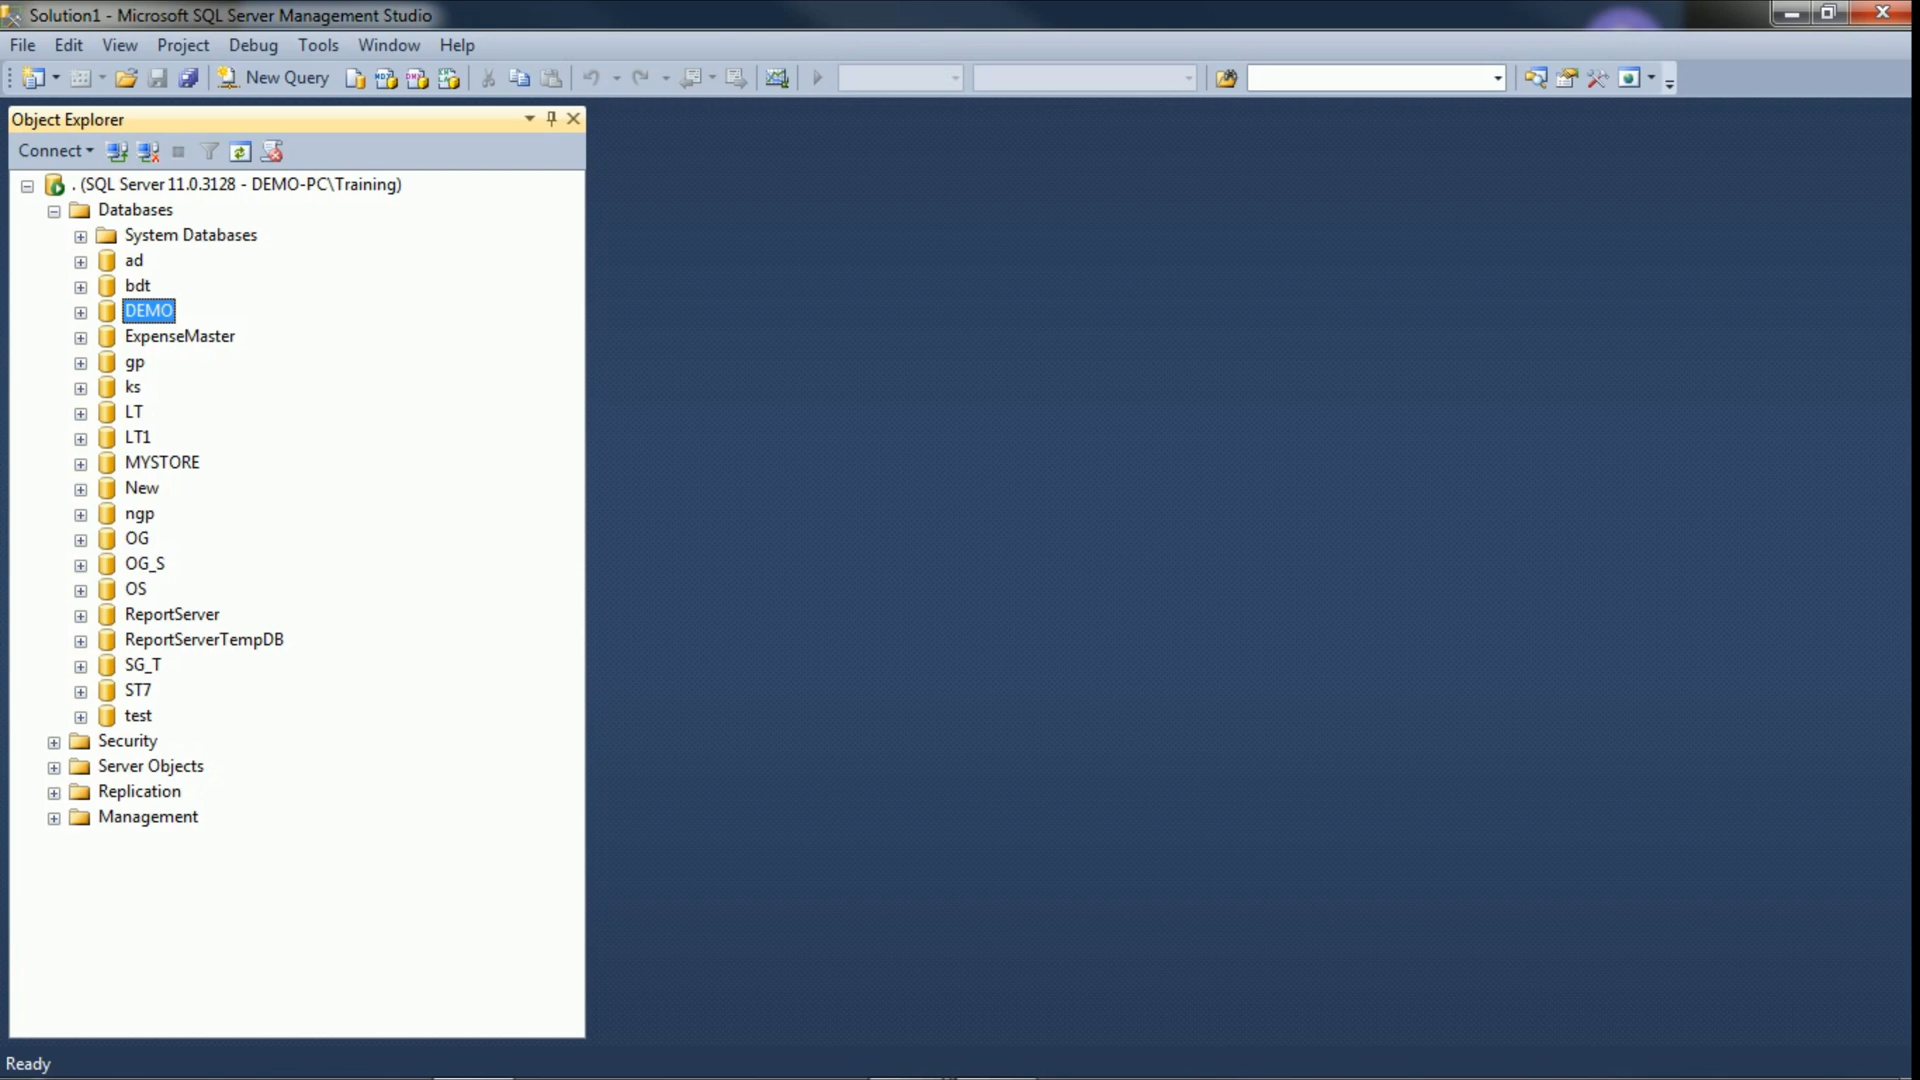 Solution1 - Microsoft SQL Server Management Studio
File Edit View Project Debug Tools Window Help
New Query
Object Explorer
Connect
. (SQL Server 11.0.3128 - DEMO-PC\Training)
Databases
System Databases
ad
bdt
DEMO
ExpenseMaster
gp
ks
LT
LT1
MYSTORE
New
ngp
OG
OG_S
OS
ReportServer
ReportServerTempDB
SG_T
ST7
test
Security
Server Objects
Replication
Management
Ready